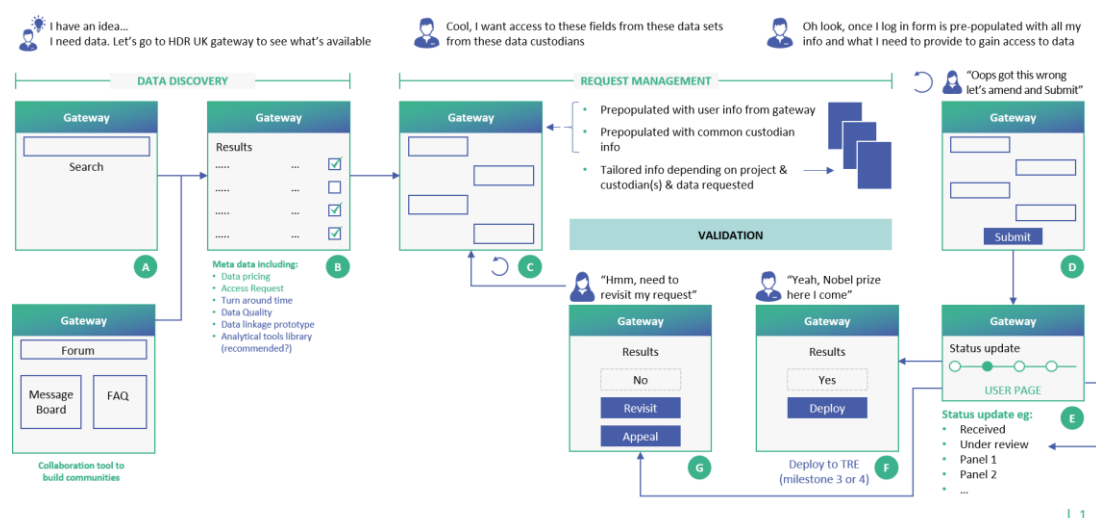 I have an idea...
I need data. Let's go to HDR UK gateway to see what's available
Cool, I want access to these fields from these data sets
from these data custodians
Oh look, once I log in form is pre-populated with all my
info and what I need to provide to gain access to data
DATA DISCOVERY
REQUEST MANAGEMENT
"Oops got this wrong
let's amend and Submit"
Gateway
Search
A
Gateway
Results
..... ...
..... ...
..... ...
..... ...
B
Meta data including:
• Data pricing
• Access Request
• Turn around time
• Data Quality
• Data linkage prototype
• Analytical tools library
(recommended?)
Gateway
Forum
Message
Board
FAQ
Collaboration tool to
build communities
Gateway
C
• Prepopulated with user info from gateway
• Prepopulated with common custodian
info
• Tailored info depending on project &
custodian(s) & data requested
VALIDATION
Gateway
Submit
D
"Hmm, need to
revisit my request"
Gateway
Results
No
Revisit
Appeal
G
"Yeah, Nobel prize
here I come"
Gateway
Results
Yes
Deploy
F
Deploy to TRE
(milestone 3 or 4)
Gateway
Status update
USER PAGE
E
Status update eg:
• Received
• Under review
• Panel 1
• Panel 2
• ...
| 1